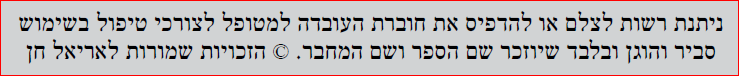 ניתנת רשות לצלם או להדפיס את חוברת העובדה למטופל לצורכי טיפול בשימוש
סביר והוגן ובלבד שיוזכר שם הספר ושם המחבר. © הזכויות שמורות לאריאל חן